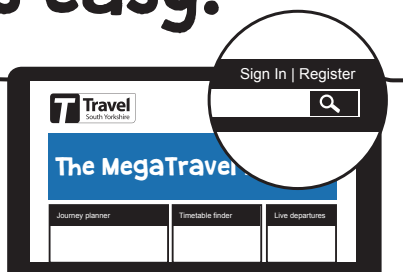 easy.
Sign In | Register
Travel
South Yorkshire
The MegaTravel
Journey planner
Timetable finder
Live departures